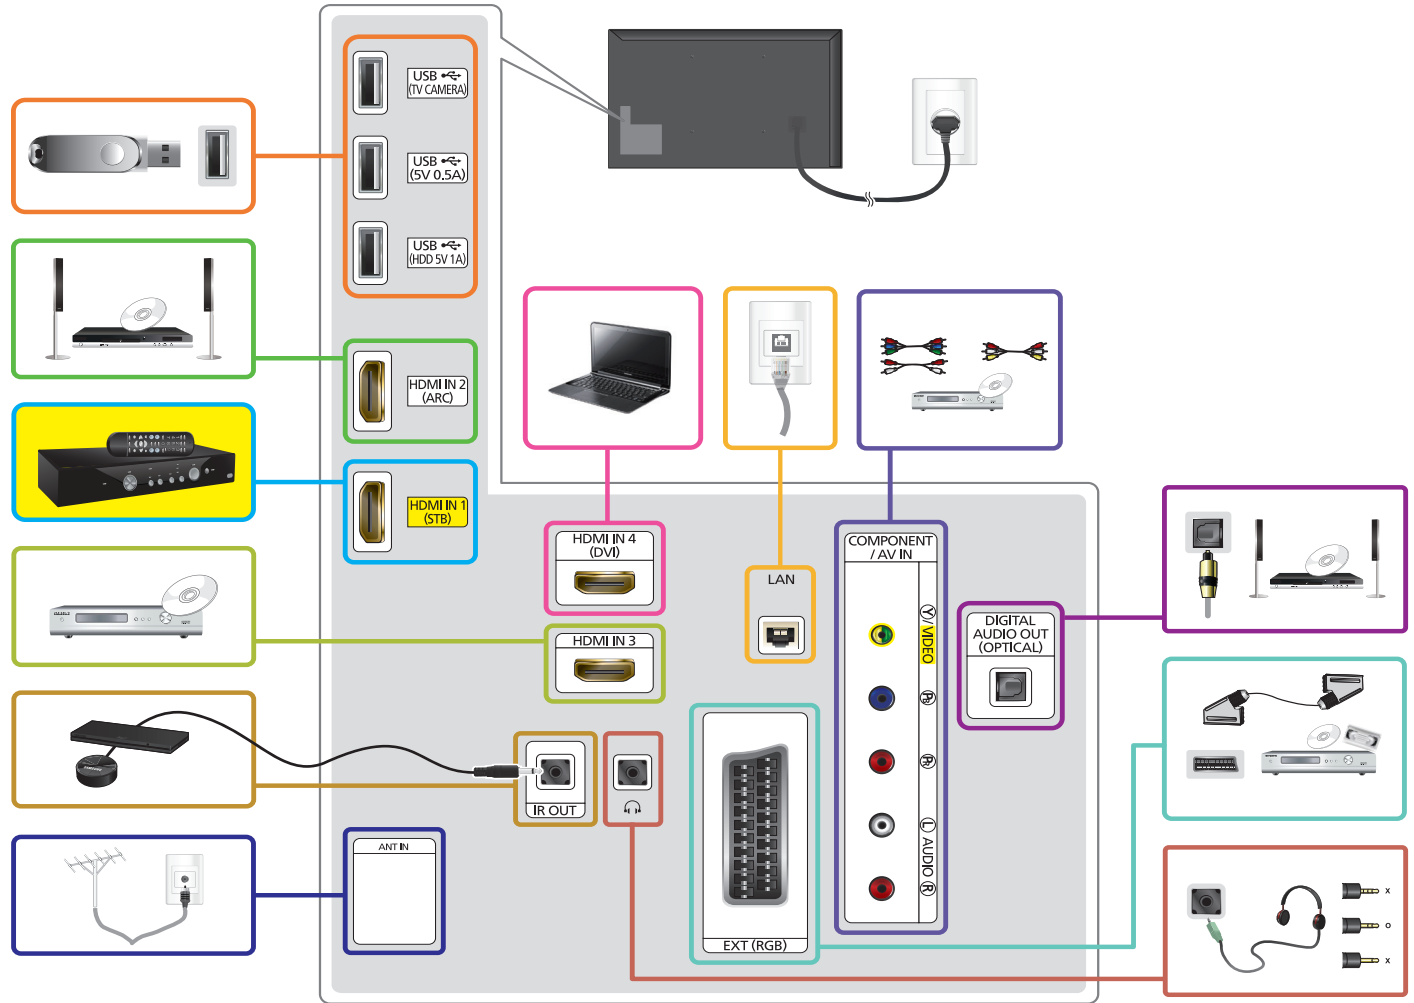 USB
(TV CAMERA)
USB
(5V 0.5A)
USB
(HDD 5V 1A)
HDMI IN 2
(ARC)
HDMI IN 1
(STB)
HDMI IN 4
(DVI)
HDMI IN 3
LAN
COMPONENT
/ AV IN
Y / VIDEO
PB
PR
L AUDIO R
DIGITAL
AUDIO OUT
(OPTICAL)
IR OUT
ANT IN
EXT (RGB)
X
O
X